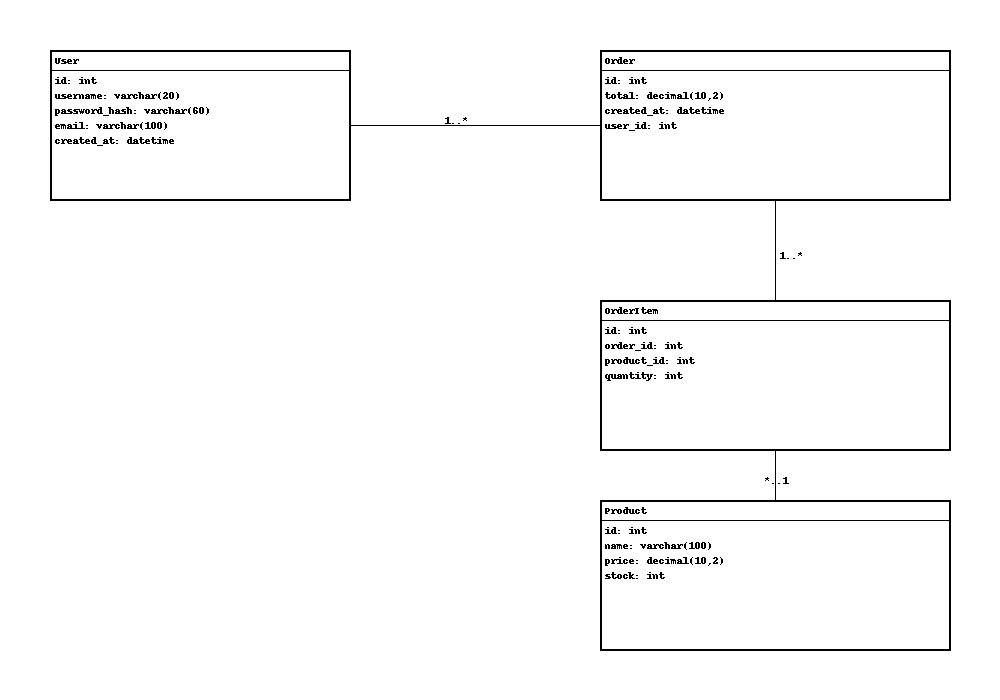 User
id: int
username: varchar(20)
password_hash: varchar(60)
email: varchar(100)
created_at: datetime
1..*
Order
id: int
total: decimal(10,2)
created_at: datetime
user_id: int
1..*
OrderItem
id: int
order_id: int
product_id: int
quantity: int
*..1
Product
id: int
name: varchar(100)
price: decimal(10,2)
stock: int